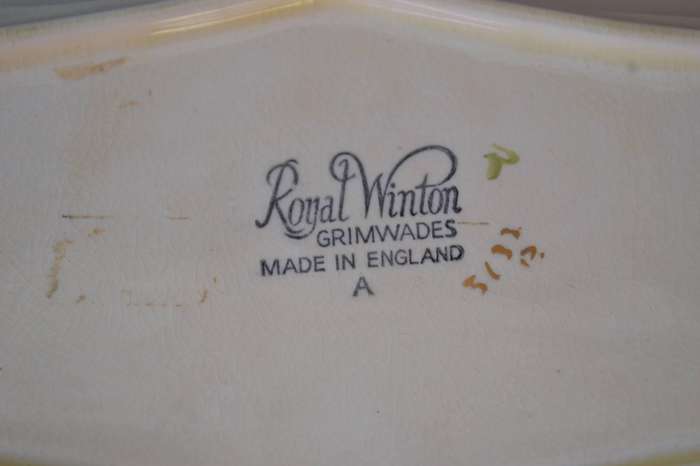 Royal Winton
GRIMWADES
MADE IN ENGLAND
A